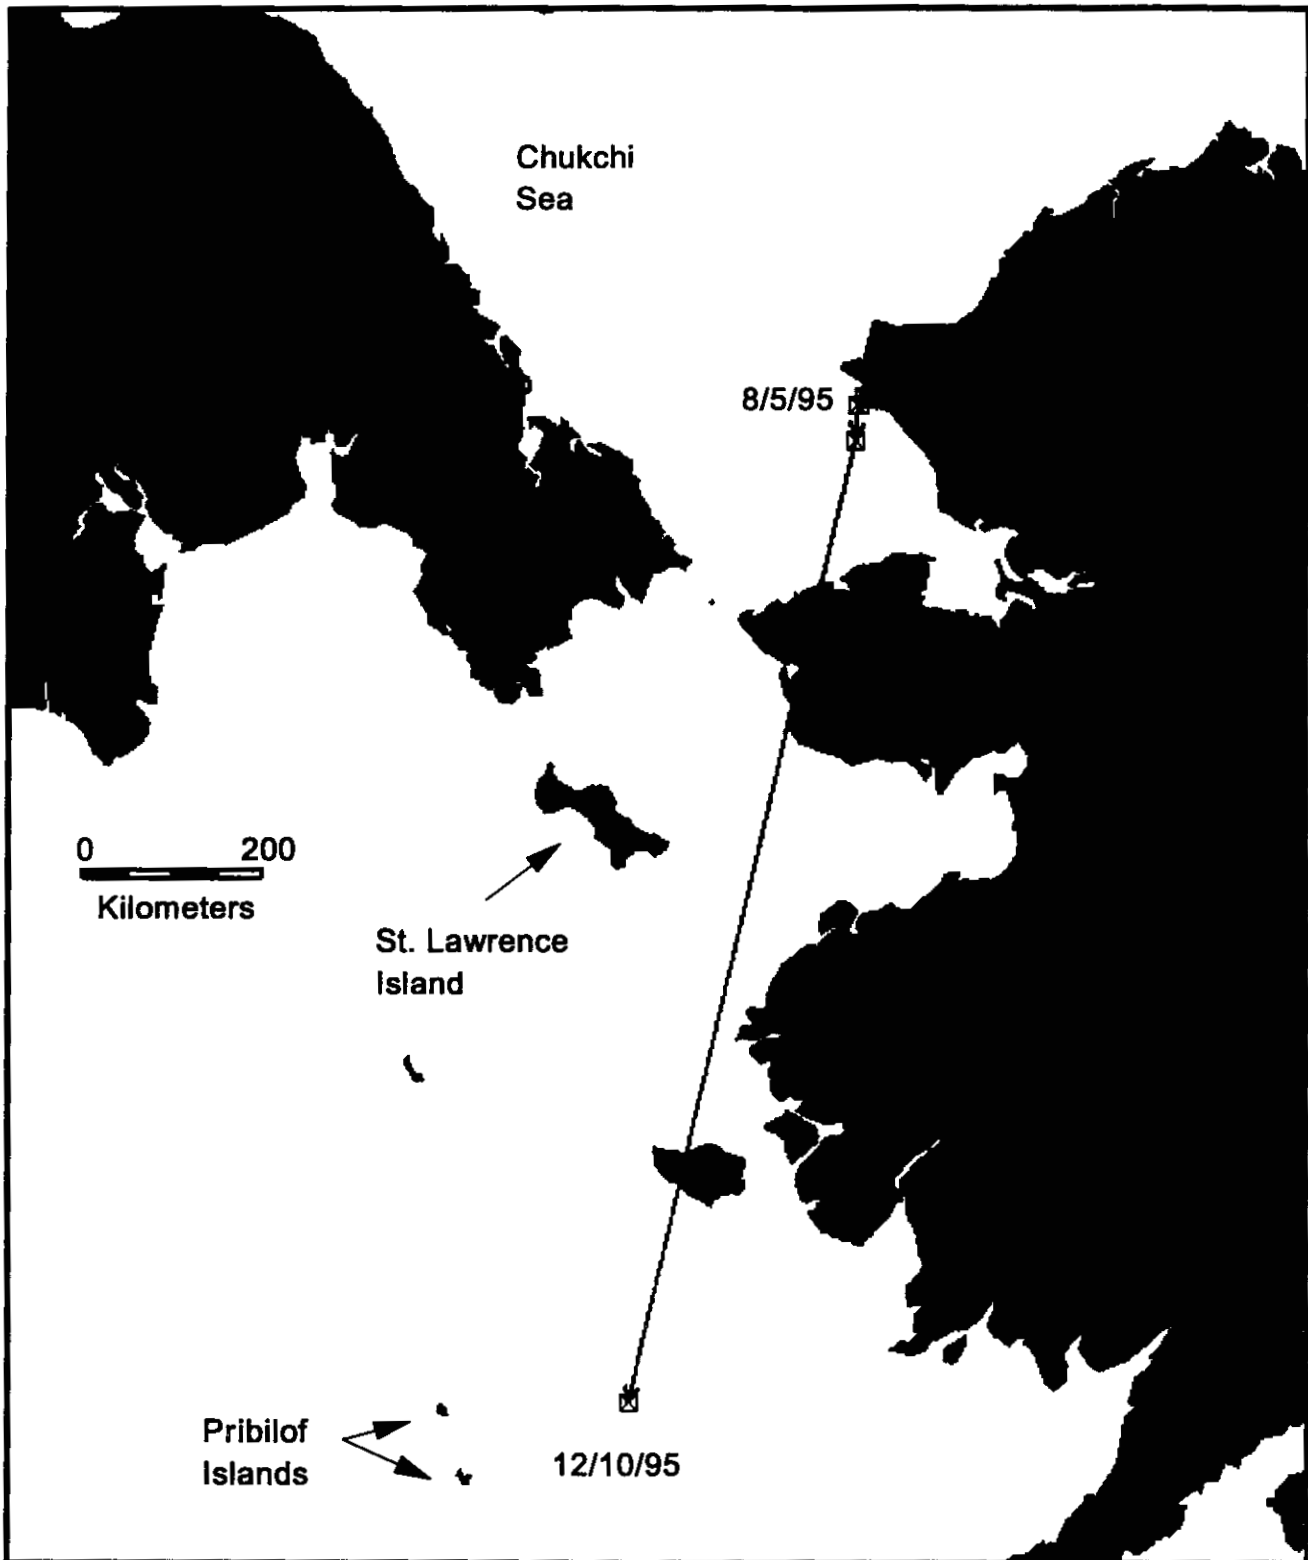 Chukchi
Sea
8/5/95
0 200
Kilometers
St. Lawrence
Island
Pribilof
Islands
12/10/95